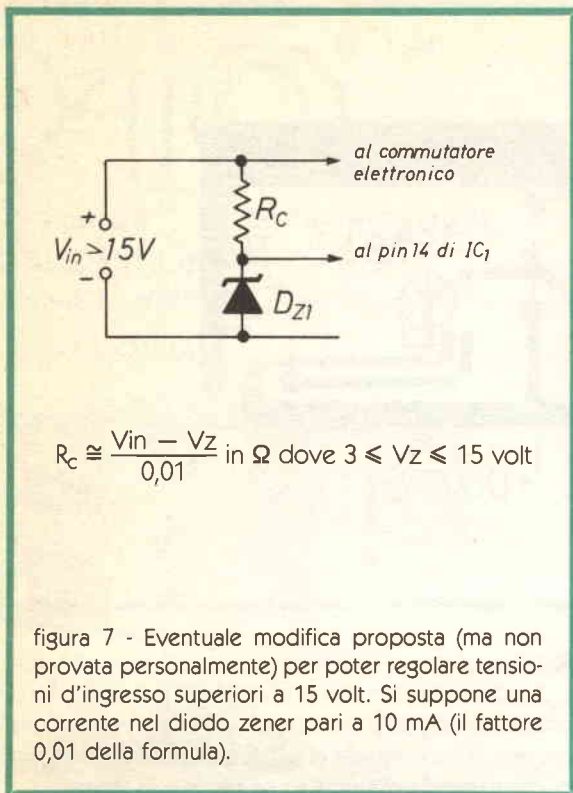 al commutatore
elettronico
+
Vin > 15V
−
RC
al pin 14 di IC1
DZ1
RC ≅ Vin − Vz / 0,01 in Ω dove 3 ⩽ Vz ⩽ 15 volt
figura 7 - Eventuale modifica proposta (ma non
provata personalmente) per poter regolare tensio-
ni d'ingresso superiori a 15 volt. Si suppone una
corrente nel diodo zener pari a 10 mA (il fattore
0,01 della formula).